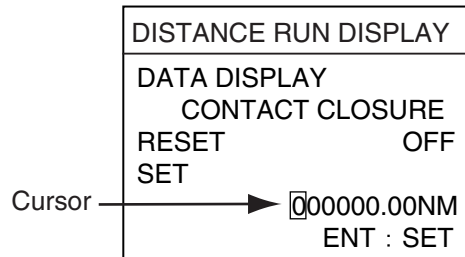 DISTANCE RUN DISPLAY
DATA DISPLAY
CONTACT CLOSURE
RESET OFF
SET
Cursor 000000.00NM
ENT : SET